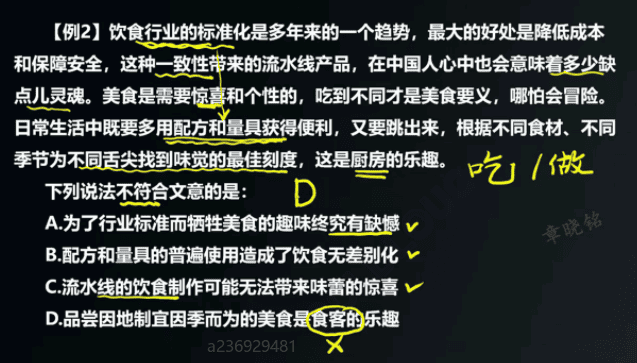 【例2】饮食行业的标准化是多年来的一个趋势，最大的好处是降低成本
和保障安全，这种一致性带来的流水线产品，在中国人心中也会意味着多少缺
点儿灵魂。美食是需要惊喜和个性的，吃到不同才是美食要义，哪怕会冒险。
日常生活中既要多用配方和量具获得便利，又要跳出来，根据不同食材、不同
季节为不同舌尖找到味觉的最佳刻度，这是厨房的乐趣。
吃/做
下列说法不符合文意的是：
D
A.为了行业标准而牺牲美食的趣味终究有缺憾
B.配方和量具的普遍使用造成了饮食无差别化
章晓铭
C.流水线的饮食制作可能无法带来味蕾的惊喜
D.品尝因地制宜因季而为的美食是食客的乐趣
a236929481